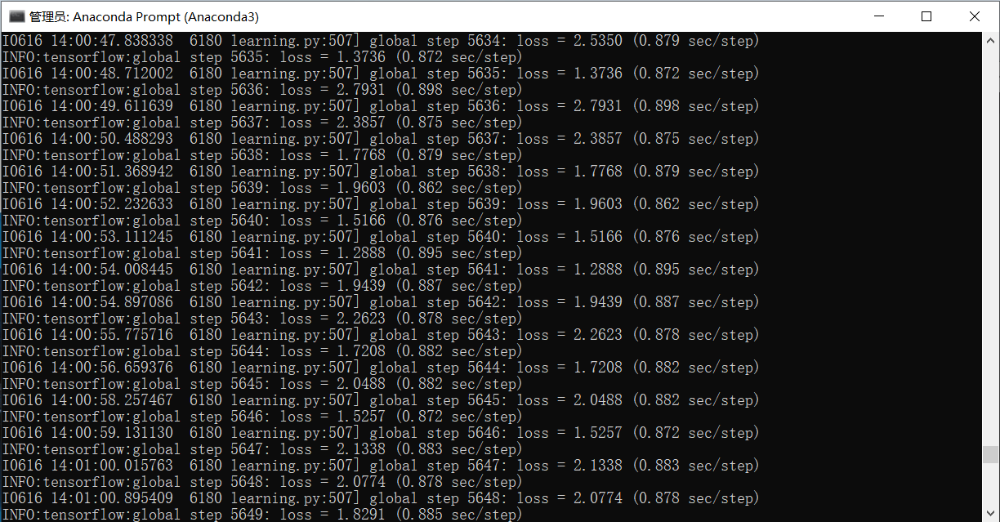 管理员: Anaconda Prompt (Anaconda3)
I0616 14:00:47.838338  6180 learning.py:507] global step 5634: loss = 2.5350 (0.879 sec/step)
INFO:tensorflow:global step 5635: loss = 1.3736 (0.872 sec/step)
I0616 14:00:48.712002  6180 learning.py:507] global step 5635: loss = 1.3736 (0.872 sec/step)
INFO:tensorflow:global step 5636: loss = 2.7931 (0.898 sec/step)
I0616 14:00:49.611639  6180 learning.py:507] global step 5636: loss = 2.7931 (0.898 sec/step)
INFO:tensorflow:global step 5637: loss = 2.3857 (0.875 sec/step)
I0616 14:00:50.488293  6180 learning.py:507] global step 5637: loss = 2.3857 (0.875 sec/step)
INFO:tensorflow:global step 5638: loss = 1.7768 (0.879 sec/step)
I0616 14:00:51.368942  6180 learning.py:507] global step 5638: loss = 1.7768 (0.879 sec/step)
INFO:tensorflow:global step 5639: loss = 1.9603 (0.862 sec/step)
I0616 14:00:52.232633  6180 learning.py:507] global step 5639: loss = 1.9603 (0.862 sec/step)
INFO:tensorflow:global step 5640: loss = 1.5166 (0.876 sec/step)
I0616 14:00:53.111245  6180 learning.py:507] global step 5640: loss = 1.5166 (0.876 sec/step)
INFO:tensorflow:global step 5641: loss = 1.2888 (0.895 sec/step)
I0616 14:00:54.008445  6180 learning.py:507] global step 5641: loss = 1.2888 (0.895 sec/step)
INFO:tensorflow:global step 5642: loss = 1.9439 (0.887 sec/step)
I0616 14:00:54.897086  6180 learning.py:507] global step 5642: loss = 1.9439 (0.887 sec/step)
INFO:tensorflow:global step 5643: loss = 2.2623 (0.878 sec/step)
I0616 14:00:55.775716  6180 learning.py:507] global step 5643: loss = 2.2623 (0.878 sec/step)
INFO:tensorflow:global step 5644: loss = 1.7208 (0.882 sec/step)
I0616 14:00:56.659376  6180 learning.py:507] global step 5644: loss = 1.7208 (0.882 sec/step)
INFO:tensorflow:global step 5645: loss = 2.0488 (0.882 sec/step)
I0616 14:00:58.257467  6180 learning.py:507] global step 5645: loss = 2.0488 (0.882 sec/step)
INFO:tensorflow:global step 5646: loss = 1.5257 (0.872 sec/step)
I0616 14:00:59.131130  6180 learning.py:507] global step 5646: loss = 1.5257 (0.872 sec/step)
INFO:tensorflow:global step 5647: loss = 2.1338 (0.883 sec/step)
I0616 14:01:00.015763  6180 learning.py:507] global step 5647: loss = 2.1338 (0.883 sec/step)
INFO:tensorflow:global step 5648: loss = 2.0774 (0.878 sec/step)
I0616 14:01:00.895409  6180 learning.py:507] global step 5648: loss = 2.0774 (0.878 sec/step)
INFO:tensorflow:global step 5649: loss = 1.8291 (0.885 sec/step)